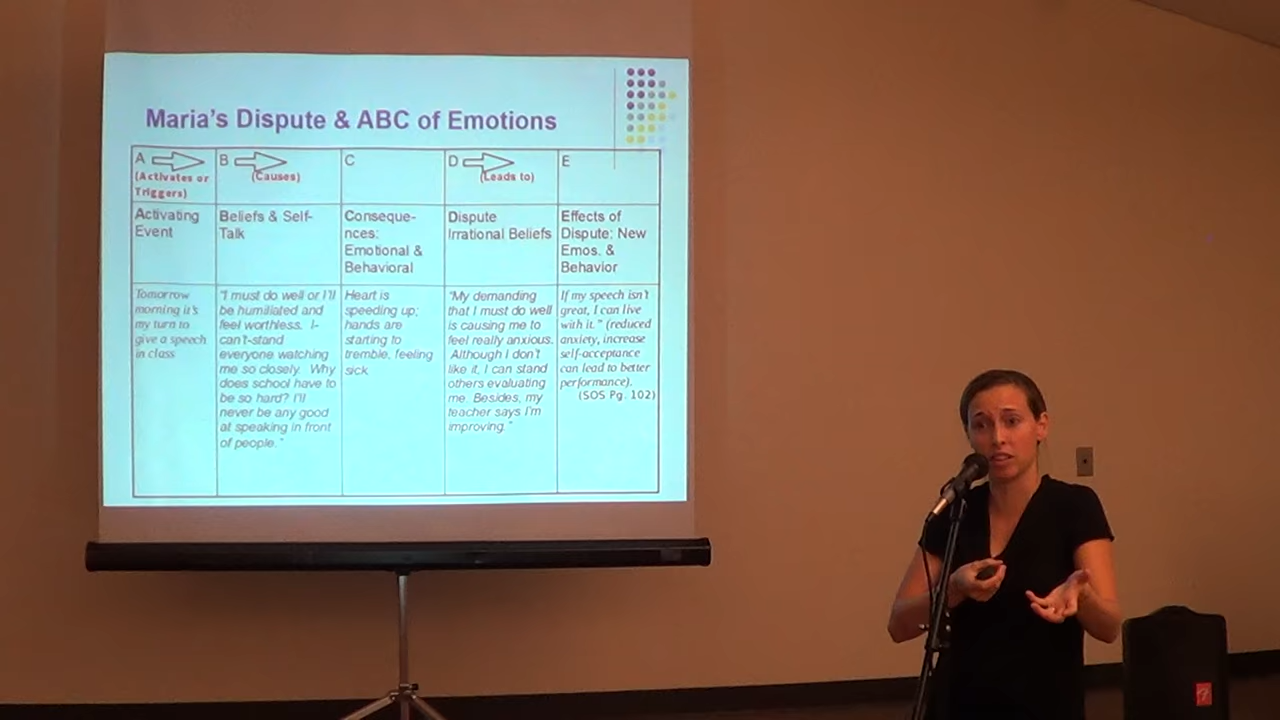 Maria's Dispute & ABC of Emotions
A
(Activates or
Triggers)
B
(Causes)
C
D
(Leads to)
E
Activating
Event
Beliefs & Self-
Talk
Conseque-
nces:
Emotional &
Behavioral
Dispute
Irrational Beliefs
Effects of
Dispute: New
Emos. &
Behavior
Tomorrow
morning it's
my turn to
give a speech
in class
"I must do well or I'll
be humiliated and
feel worthless. I-
can't-stand
everyone watching
me so closely. Why
does school have to
be so hard? I'll
never be any good
at speaking in front
of people."
Heart is
speeding up;
hands are
starting to
tremble, feeling
sick
"My demanding
that I must do well
is causing me to
feel really anxious.
Although I don't
like it, I can stand
others evaluating
me. Besides, my
teacher says I'm
improving."
If my speech isn't
great, I can live
with it." (reduced
anxiety, increase
self-acceptance
can lead to better
performance).
(SOS Pg. 102)